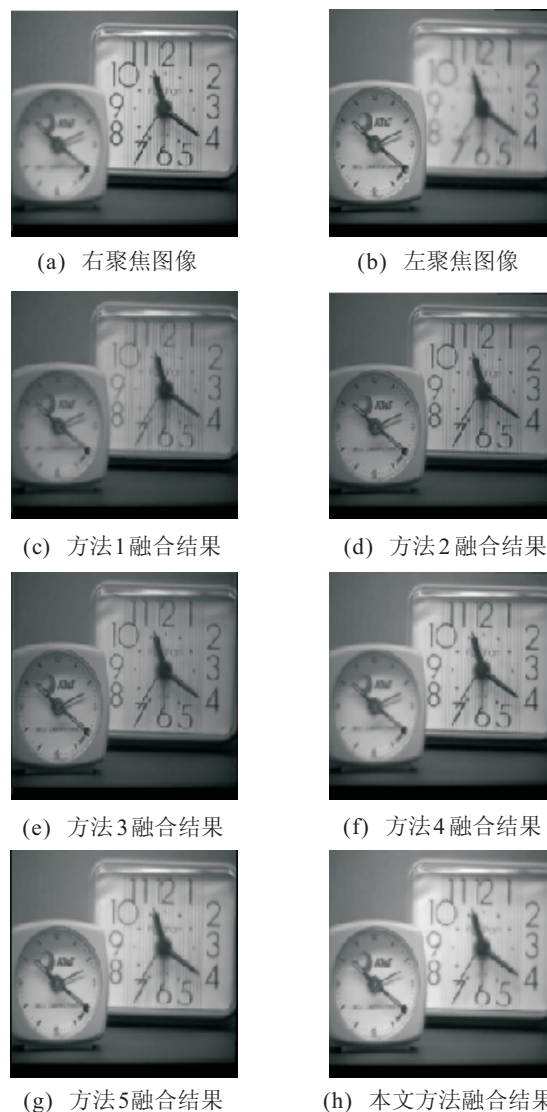 (a) 右聚焦图像
(b) 左聚焦图像
(c) 方法1融合结果
(d) 方法2融合结果
(e) 方法3融合结果
(f) 方法4融合结果
(g) 方法5融合结果
(h) 本文方法融合结果